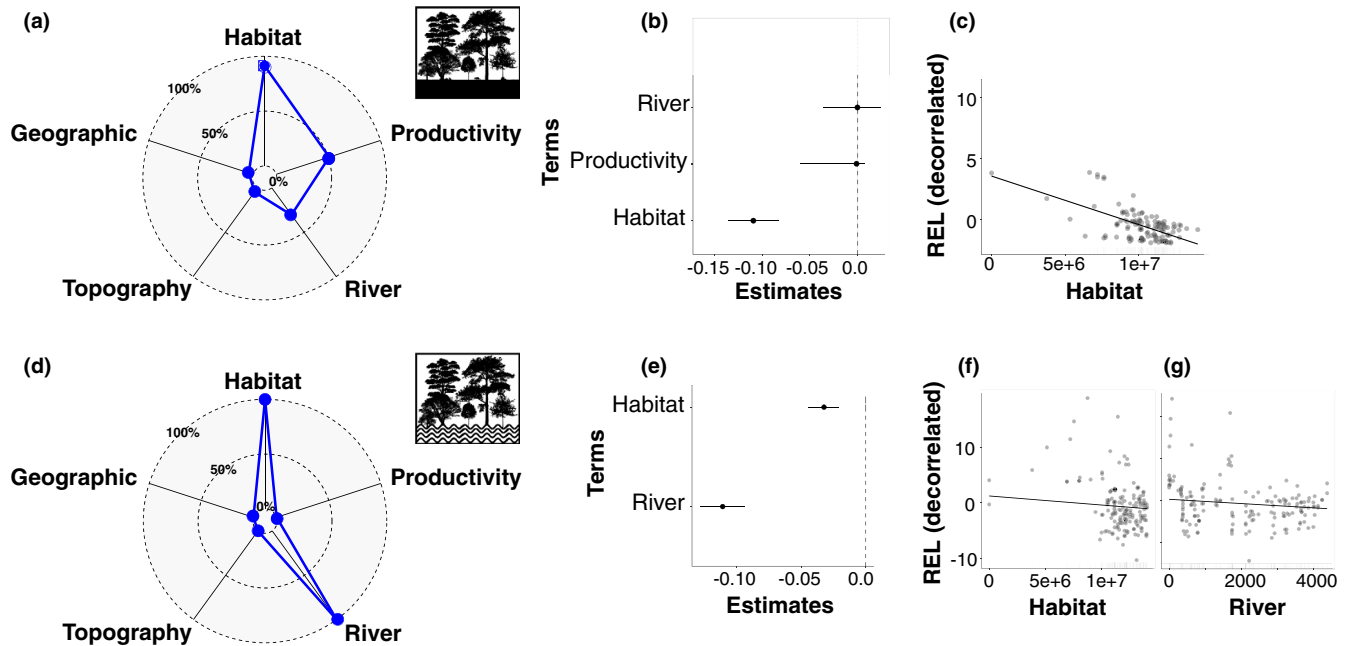 (a)
Habitat
100%
Geographic
50%
Productivity
0%
Topography
River
(b)
Terms
River
Productivity
Habitat
-0.15 -0.10 -0.05 0.0
Estimates
(c)
REL (decorrelated)
10
5
0
0 5e+6 1e+7
Habitat
(d)
Habitat
100%
Geographic
50%
Productivity
0%
Topography
River
(e)
Terms
Habitat
River
-0.10 -0.05 0.0
Estimates
(f)
REL (decorrelated)
10
0
-10
0 5e+6 1e+7
Habitat
(g)
0 2000 4000
River